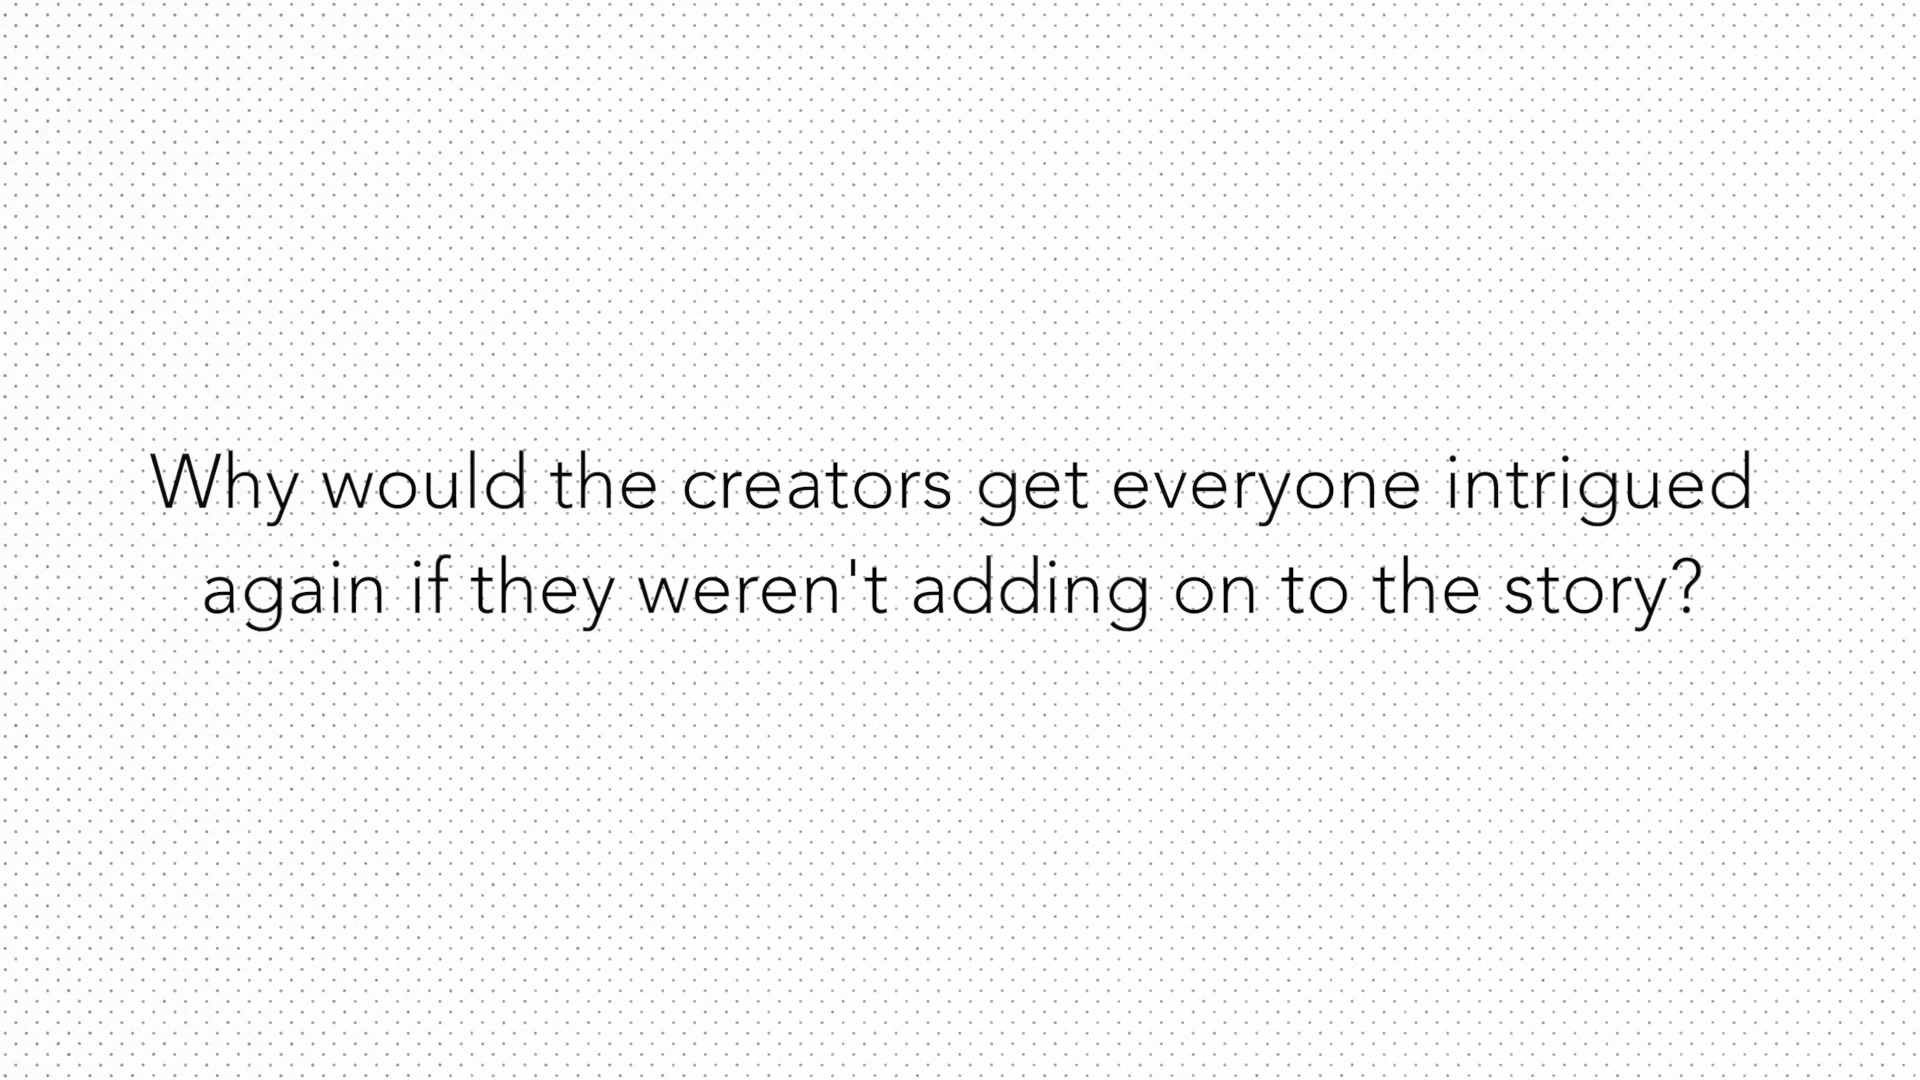 Why would the creators get everyone intrigued
again if they weren't adding on to the story?